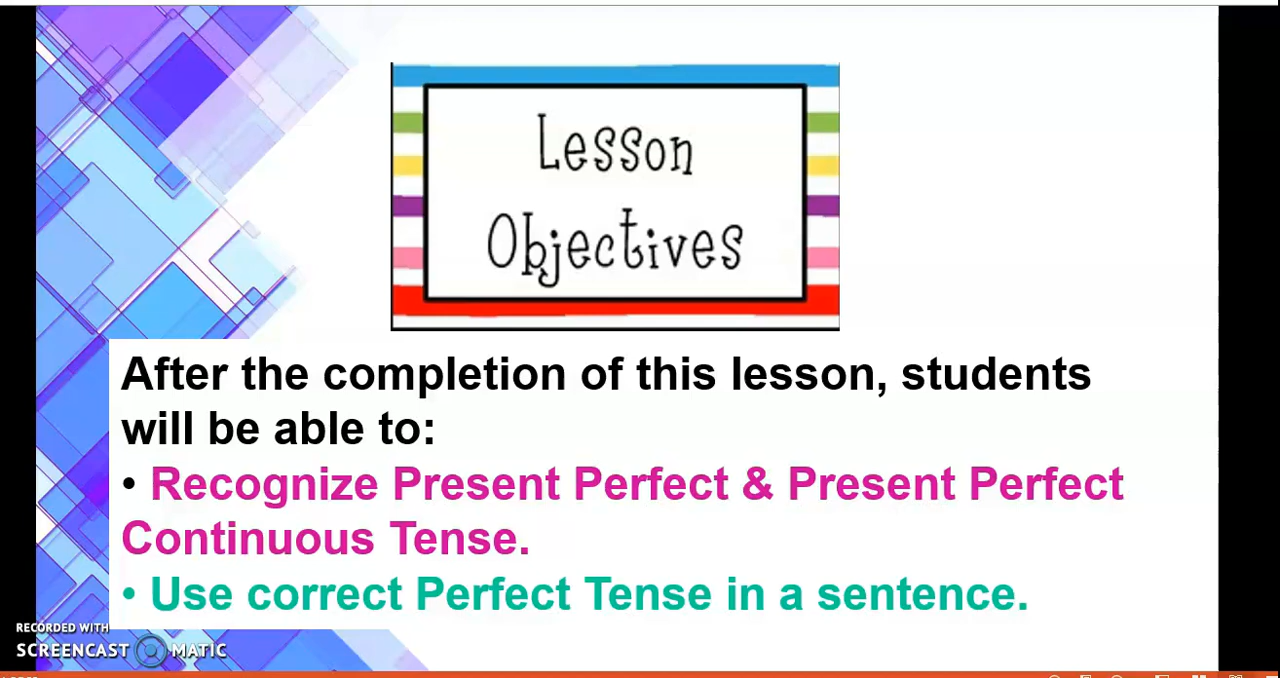 Lesson
Objectives
After the completion of this lesson, students
will be able to:
• Recognize Present Perfect & Present Perfect
Continuous Tense.
• Use correct Perfect Tense in a sentence.
RECORDED WITH
SCREENCAST MATIC